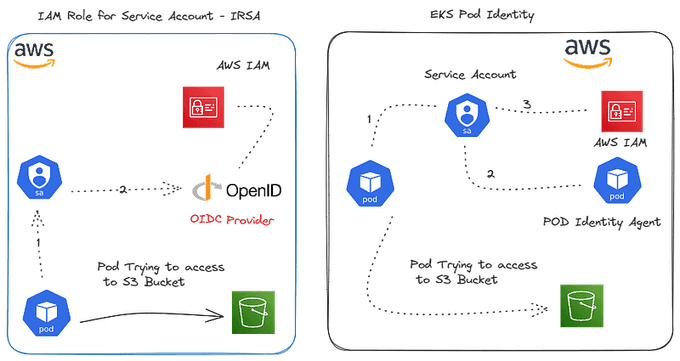 IAM Role for Service Account - IRSA
aws
AWS IAM
sa
2
OpenID
OIDC Provider
1
Pod Trying to access
to S3 Bucket
pod
EKS Pod Identity
aws
Service Account
1
3
sa
AWS IAM
2
pod
pod
POD Identity Agent
Pod Trying to access
to S3 Bucket